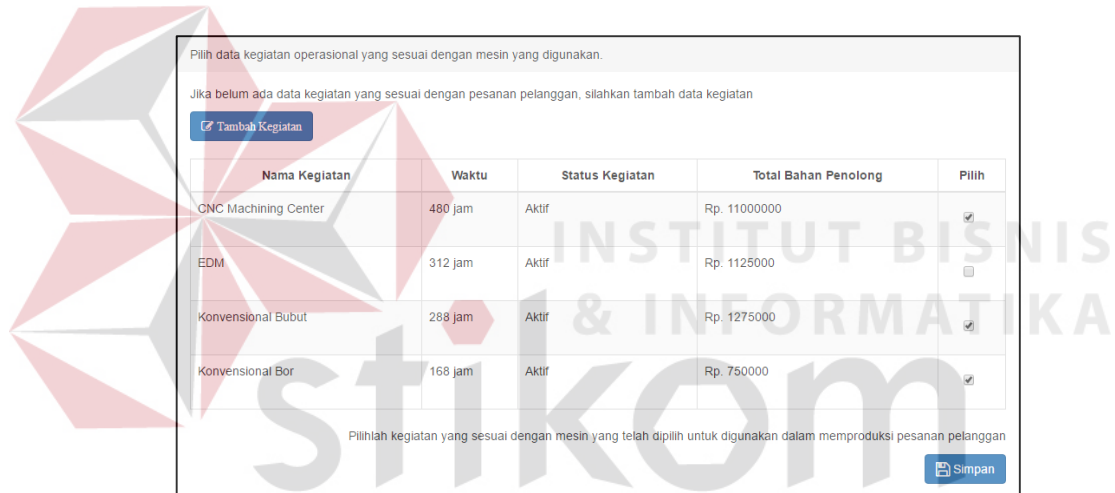 Pilih data kegiatan operasional yang sesuai dengan mesin yang digunakan.
Jika belum ada data kegiatan yang sesuai dengan pesanan pelanggan, silahkan tambah data kegiatan
Tambah Kegiatan
Nama Kegiatan Waktu Status Kegiatan Total Bahan Penolong Pilih
CNC Machining Center 480 jam Aktif Rp. 11000000
EDM 312 jam Aktif Rp. 1125000
Konvensional Bubut 288 jam Aktif Rp. 1275000
Konvensional Bor 168 jam Aktif Rp. 750000
Pilihlah kegiatan yang sesuai dengan mesin yang telah dipilih untuk digunakan dalam memproduksi pesanan pelanggan
Simpan
INSTITUT BISNIS
& INFORMATIKA
stikom